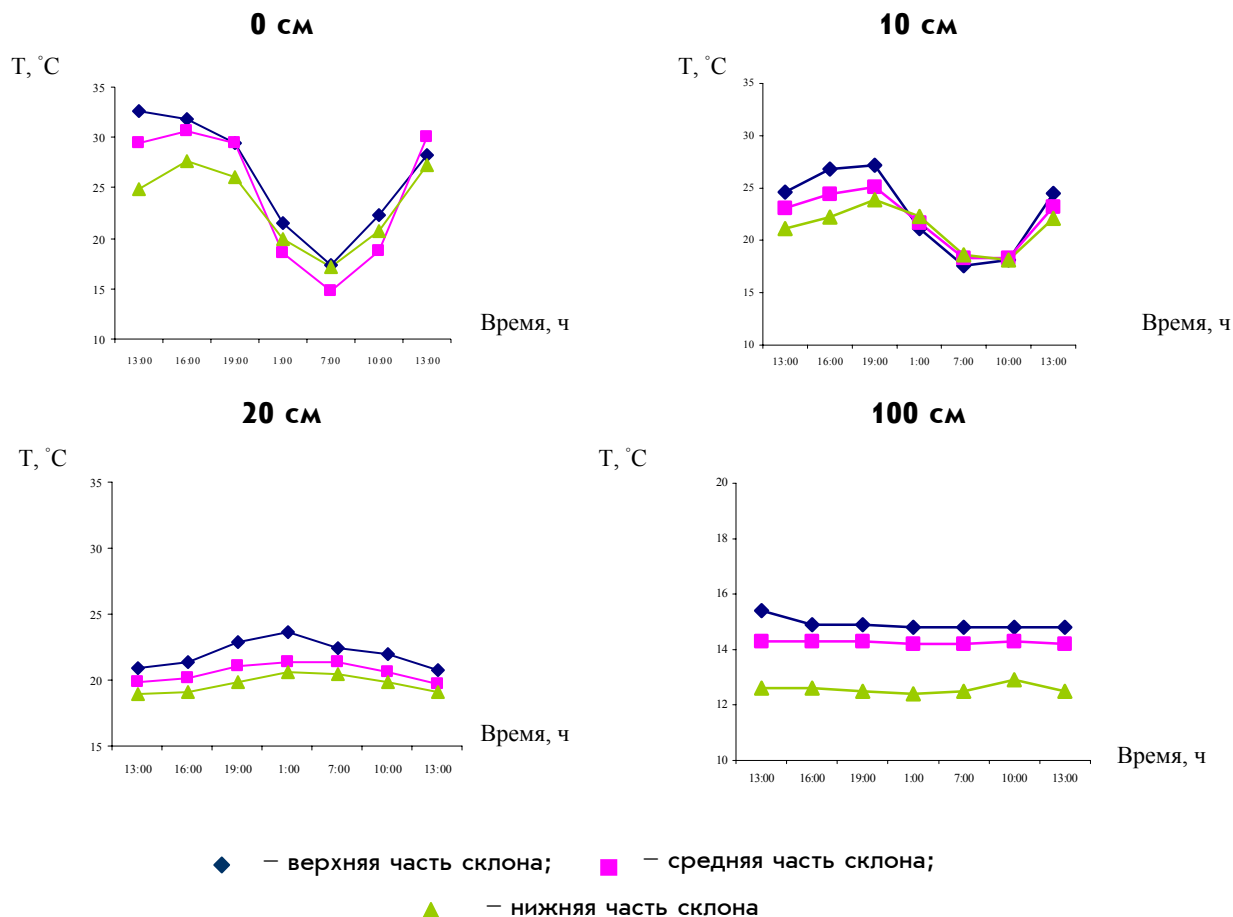 0 см
T, °C
35
30
25
20
15
10
13:00 16:00 19:00 1:00 7:00 10:00 13:00
Время, ч
10 см
T, °C
35
30
25
20
15
10
13:00 16:00 19:00 1:00 7:00 10:00 13:00
Время, ч
20 см
T, °C
35
30
25
20
15
13:00 16:00 19:00 1:00 7:00 10:00 13:00
Время, ч
100 см
T, °C
20
18
16
14
12
10
13:00 16:00 19:00 1:00 7:00 10:00 13:00
Время, ч
– верхняя часть склона; – средняя часть склона;
– нижняя часть склона